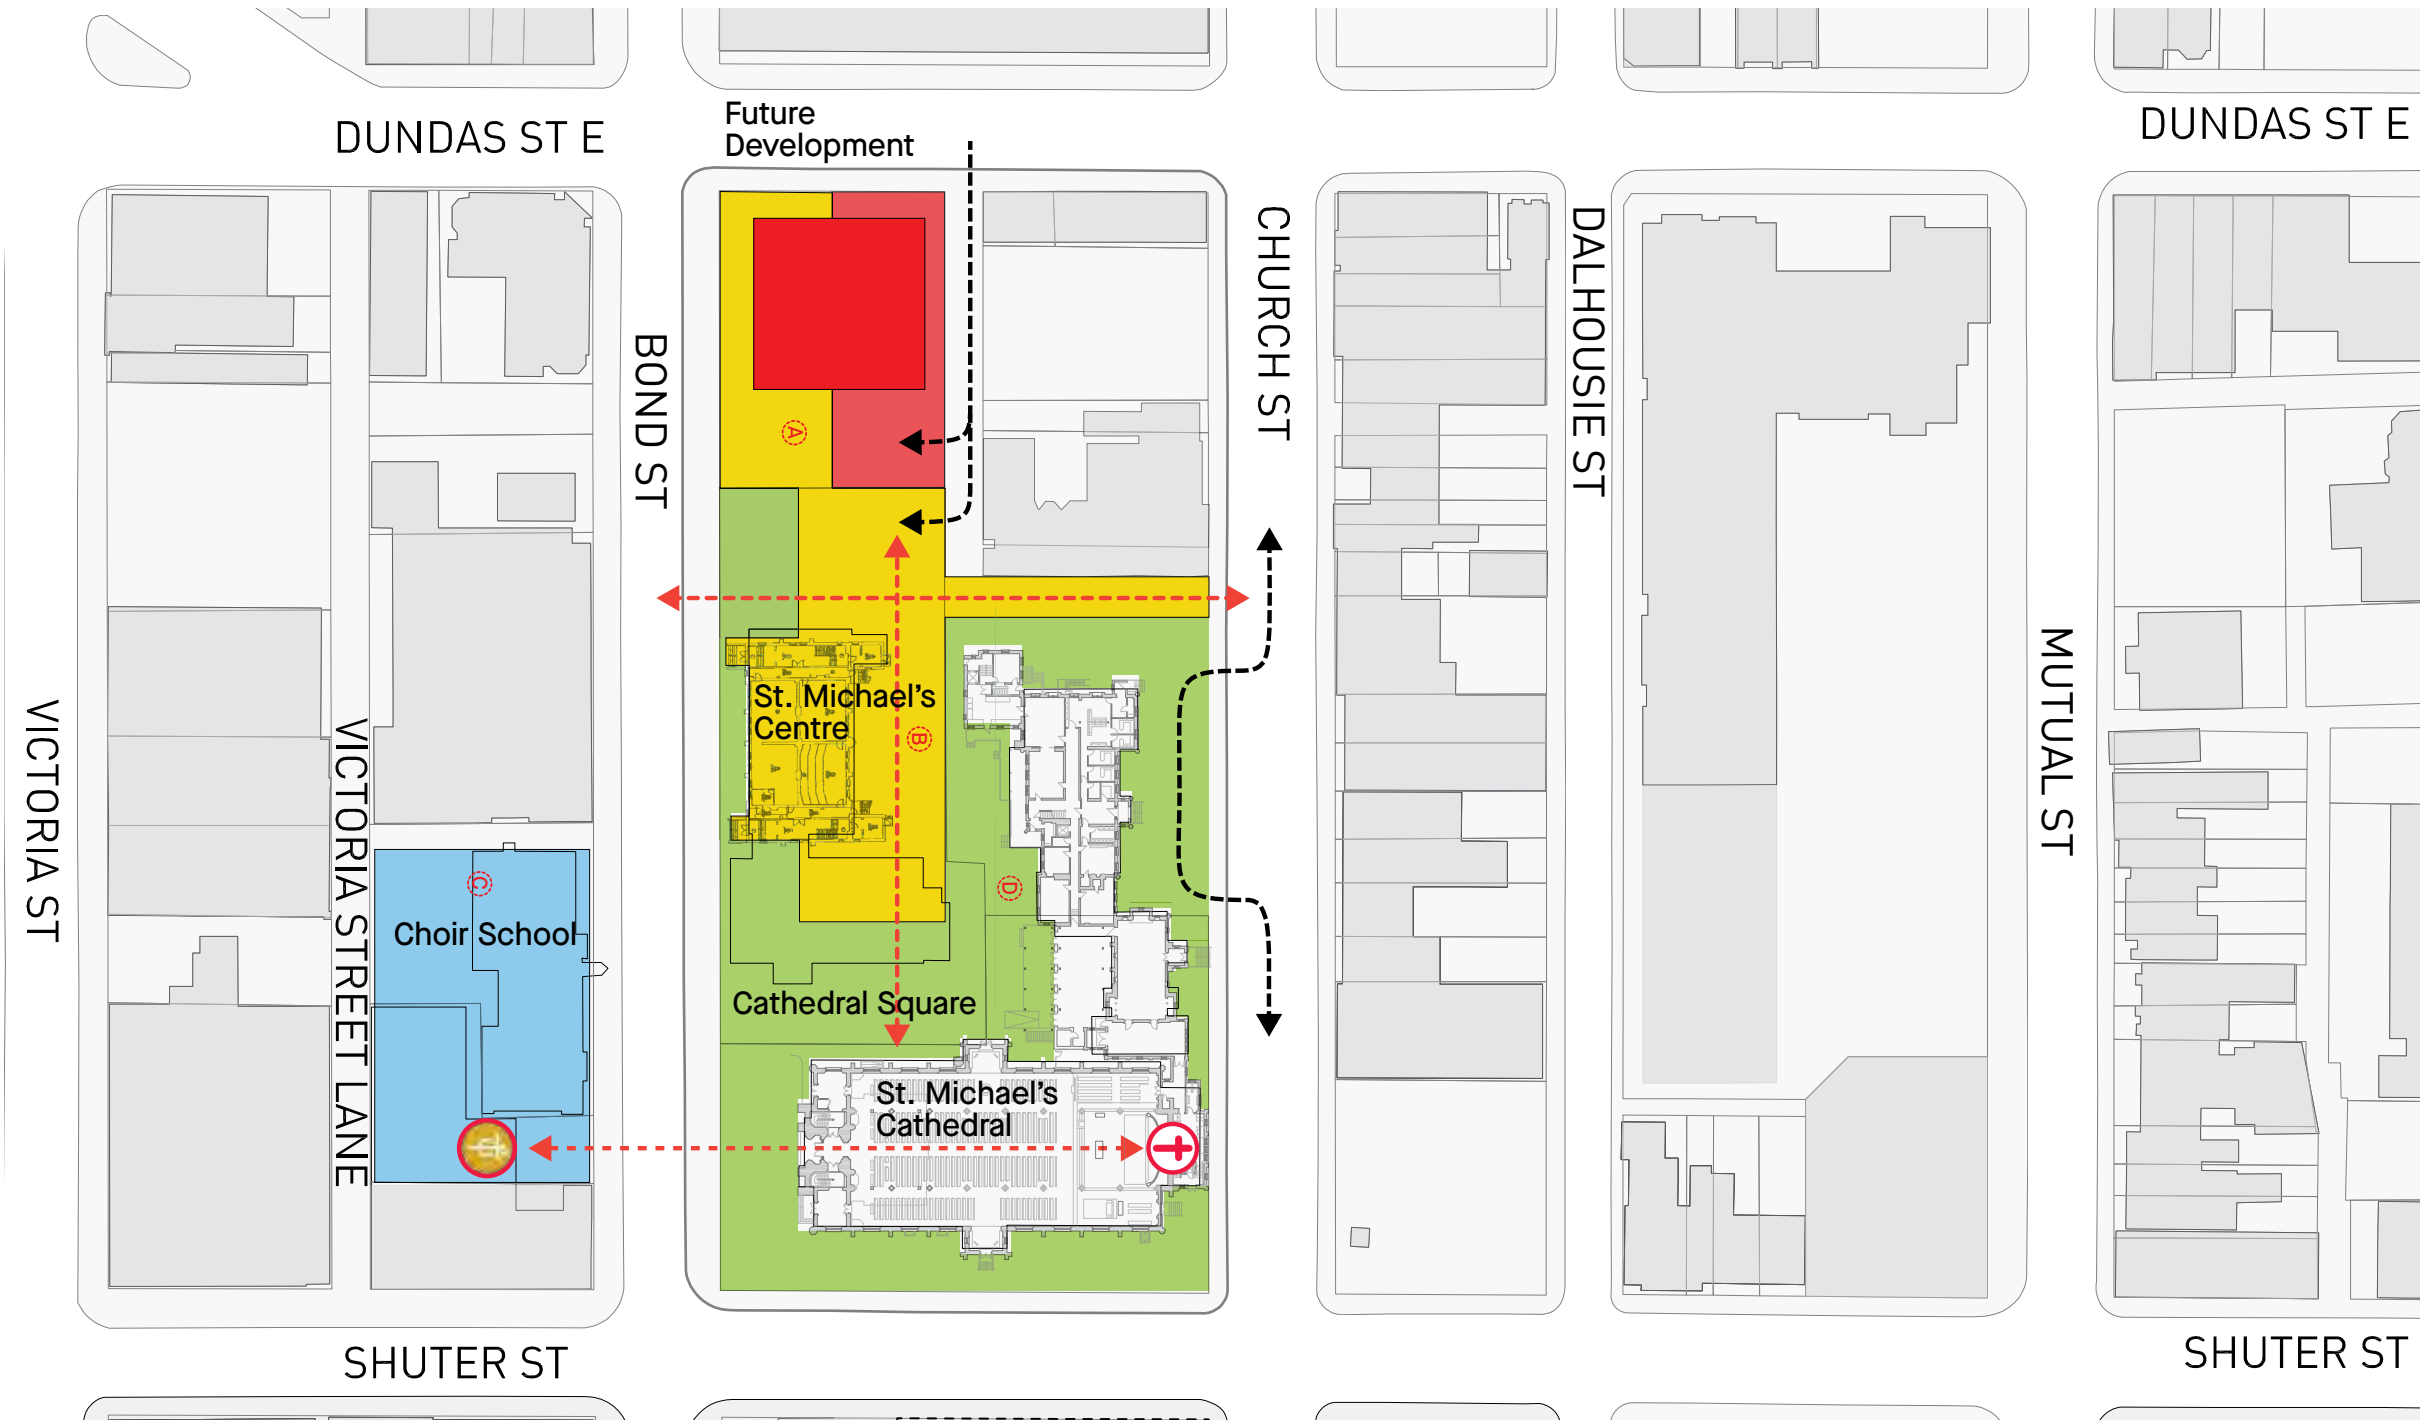 Future
Development
DUNDAS ST E
DUNDAS ST E
CHURCH ST
DALHOUSIE ST
BOND ST
A
MUTUAL ST
St. Michael's
Centre
B
VICTORIA ST
VICTORIA STREET LANE
C
D
Choir School
Cathedral Square
St. Michael's
Cathedral
SHUTER ST
SHUTER ST